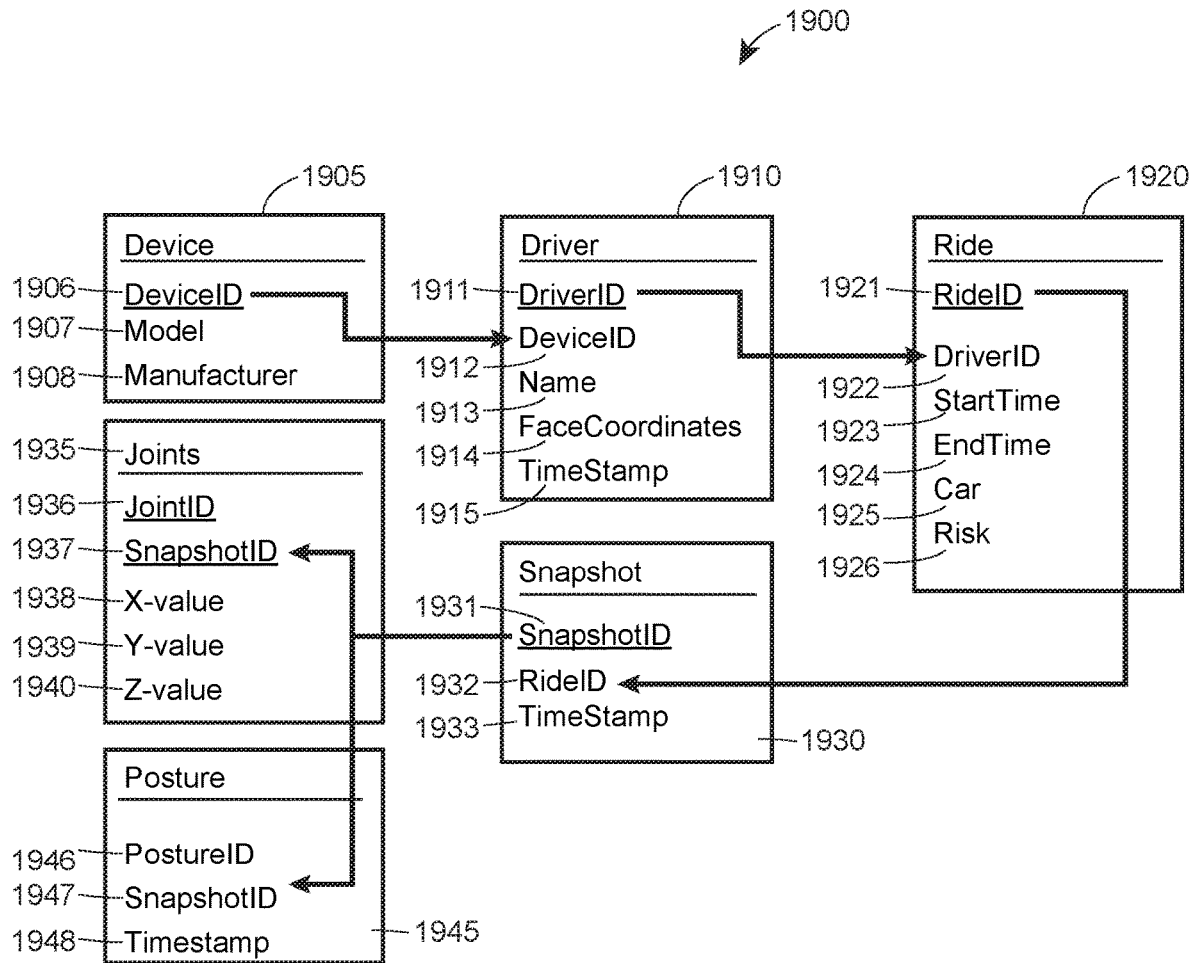 1900
1905
Device
1906 DeviceID
1907 Model
1908 Manufacturer
1910
Driver
1911 DriverID
DeviceID
1912
Name
1913
FaceCoordinates
1914
TimeStamp
1915
1920
Ride
1921 RideID
DriverID
1922
StartTime
1923
EndTime
1924
Car
1925
Risk
1926
1935 Joints
1936 JointID
1937 SnapshotID
1938 X-value
1939 Y-value
1940 Z-value
Snapshot
1931
SnapshotID
1932 RideID
1933 TimeStamp
1930
Posture
1946 PostureID
1947 SnapshotID
1948 Timestamp
1945